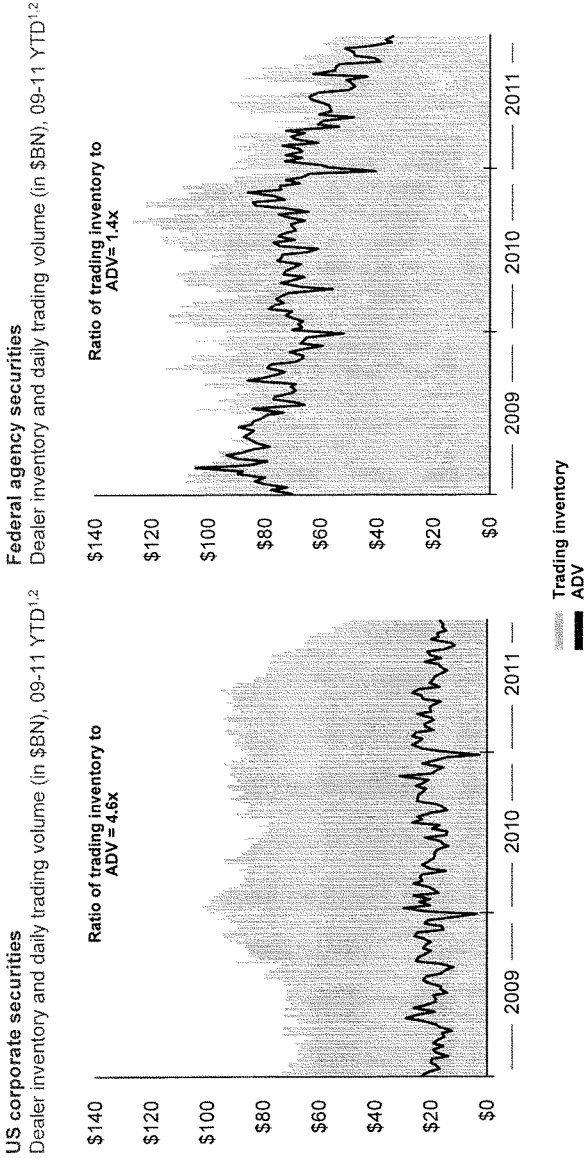 US corporate securities
Dealer inventory and daily trading volume (in $BN), 09-11 YTD1,2
Ratio of trading inventory to
ADV = 4.6x
$140
$120
$100
$80
$60
$40
$20
$0
2009
2010
2011
Federal agency securities
Dealer inventory and daily trading volume (in $BN), 09-11 YTD1,2
Ratio of trading inventory to
ADV= 1.4x
$140
$120
$100
$80
$60
$40
$20
$0
2009
2010
2011
Trading inventory
ADV